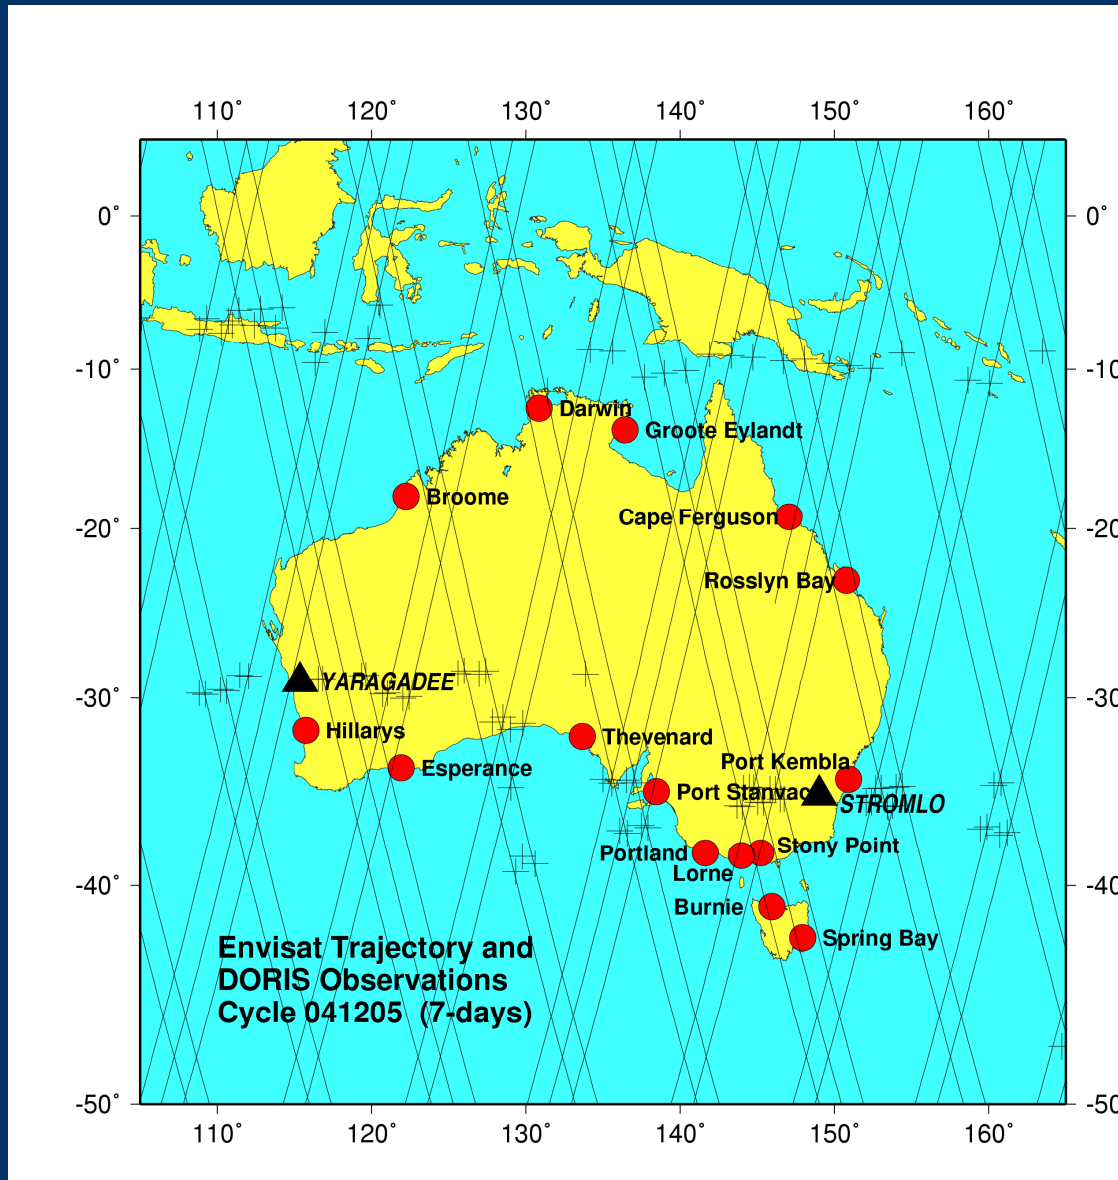 110° 120° 130° 140° 150° 160°
0° 0°
-10° -10
-20° -20
-30° -30
-40° -40
-50° -50
Darwin
Groote Eylandt
Broome
Cape Ferguson
Rosslyn Bay
YARAGADEE
Hillarys
Thevenard
Esperance
Port Kembla
Port Stanvac
STROMLO
Stony Point
Portland
Lorne
Burnie
Spring Bay
Envisat Trajectory and
DORIS Observations
Cycle 041205 (7-days)
110° 120° 130° 140° 150° 160°